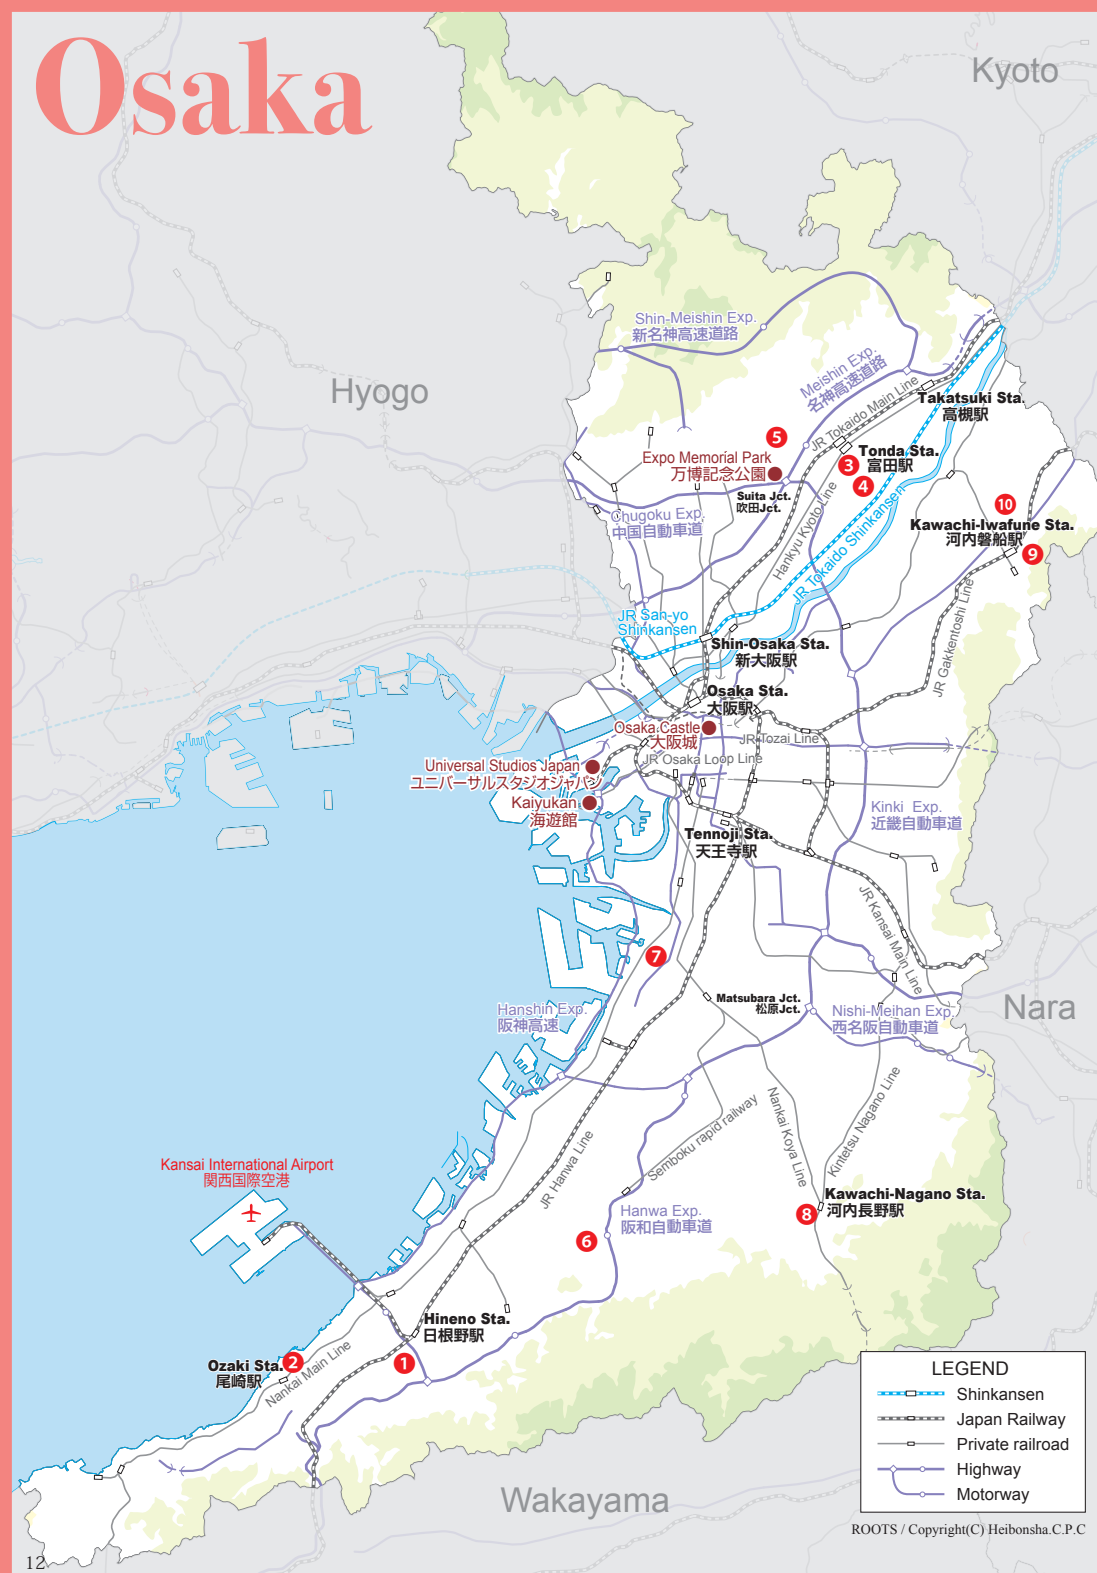 Osaka
Kyoto
Shin-Meishin Exp.
新名神高速道路
Hyogo
Meishin Exp.
名神高速道路
JR Tokaido Main Line
Takatsuki Sta.
高槻駅
5
Expo Memorial Park
万博記念公園
Tonda Sta.
富田駅
3
4
Suita Jct.
吹田Jct.
Chugoku Exp.
中国自動車道
Hankyu Kyoto Line
JR Tokaido Shinkansen
10
Kawachi-Iwafune Sta.
河内磐船駅
9
JR San-yo
Shinkansen
JR Gakkentoshi Line
Shin-Osaka Sta.
新大阪駅
Osaka Sta.
大阪駅
Osaka Castle
大阪城
JR Tozai Line
JR Osaka Loop Line
Universal Studios Japan
ユニバーサルスタジオジャパン
Kaiyukan
海遊館
Kinki Exp.
近畿自動車道
Tennoji Sta.
天王寺駅
JR Kansai Main Line
7
Matsubara Jct.
松原Jct.
Hanshin Exp.
阪神高速
Nishi-Meihan Exp.
西名阪自動車道
Nara
Nankai Koya Line
Kintetsu Nagano Line
Semboku rapid railway
JR Hanwa Line
Kansai International Airport
関西国際空港
Kawachi-Nagano Sta.
河内長野駅
8
Hanwa Exp.
阪和自動車道
6
Hineno Sta.
日根野駅
Ozaki Sta.
尾崎駅
2
1
Nankai Main Line
LEGEND
Shinkansen
Japan Railway
Private railroad
Highway
Motorway
Wakayama
ROOTS / Copyright(C) Heibonsha.C.P.C
12